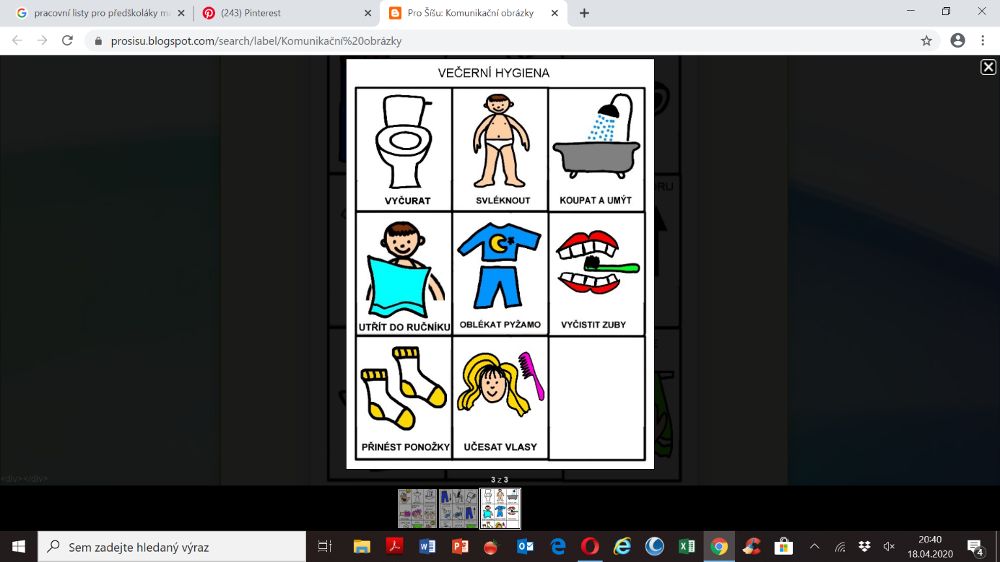 pracovní listy pro předškoláky ma
(243) Pinterest
Pro Šíšu: Komunikační obrázky
prosisu.blogspot.com/search/label/Komunikační%20obrázky
VEČERNÍ HYGIENA
VYČURAT
SVLÉKNOUT
KOUPAT A UMÝT
UTŘÍT DO RUČNÍKU
OBLÉKAT PYŽAMO
VYČISTIT ZUBY
PŘINÉST PONOŽKY
UČESAT VLASY
<div></div>
3 z 3
Sem zadejte hledaný výraz
20:40
18.04.2020
4